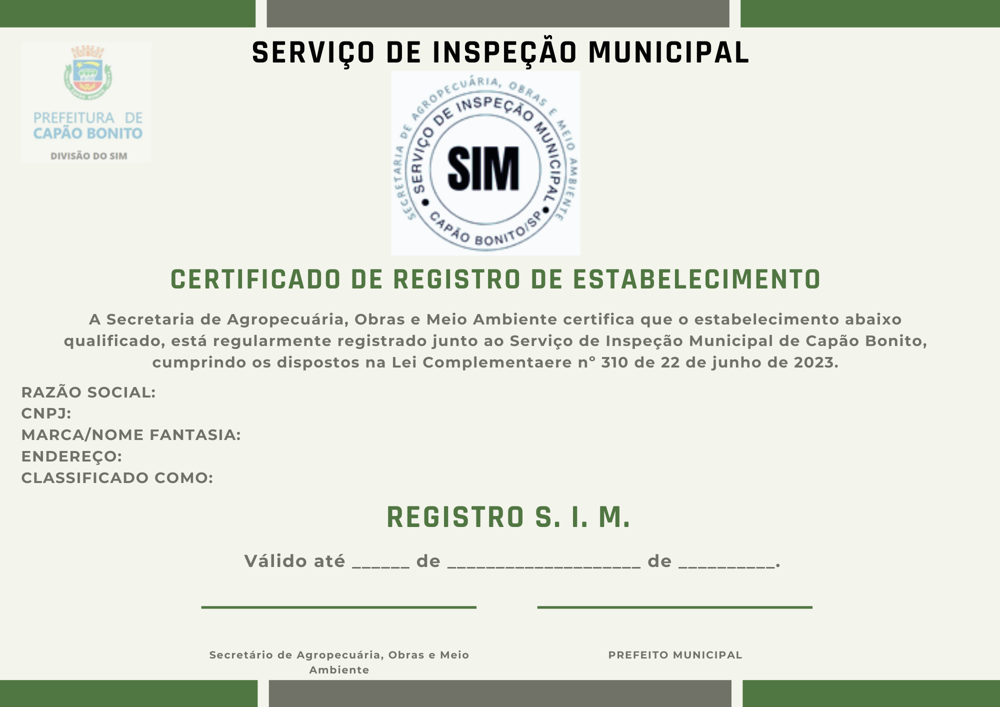 SERVIÇO DE INSPEÇÃO MUNICIPAL
CAPÃO BONITO
PREFEITURA DE
CAPÃO BONITO
DIVISÃO DO SIM
SECRETARIA DE AGROPECUÁRIA, OBRAS E MEIO AMBIENTE
SERVIÇO DE INSPEÇÃO MUNICIPAL
SIM
CAPÃO BONITO/SP
CERTIFICADO DE REGISTRO DE ESTABELECIMENTO
A Secretaria de Agropecuária, Obras e Meio Ambiente certifica que o estabelecimento abaixo
qualificado, está regularmente registrado junto ao Serviço de Inspeção Municipal de Capão Bonito,
cumprindo os dispostos na Lei Complementaere nº 310 de 22 de junho de 2023.
RAZÃO SOCIAL:
CNPJ:
MARCA/NOME FANTASIA:
ENDEREÇO:
CLASSIFICADO COMO:
REGISTRO S. I. M.
Válido até ______ de ____________________ de __________.
Secretário de Agropecuária, Obras e Meio
Ambiente
PREFEITO MUNICIPAL